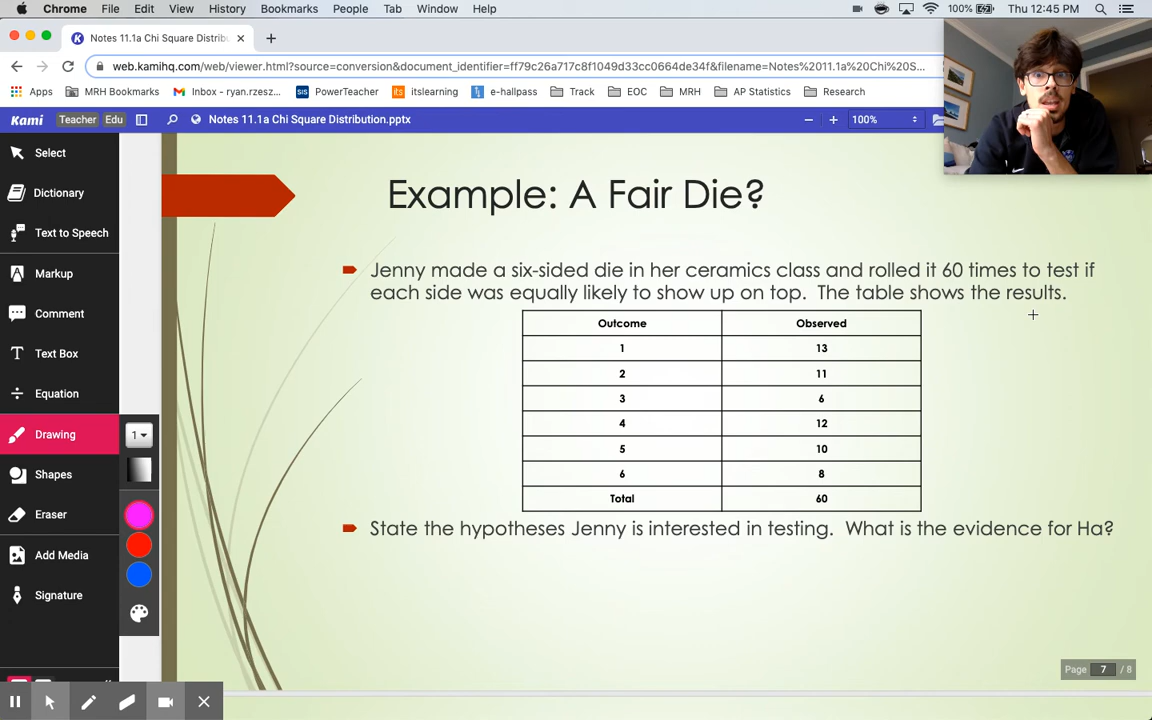 Chrome File Edit View History Bookmarks People Tab Window Help 100% Thu 12:45 PM
Notes 11.1a Chi Square Distribu
web.kamihq.com/web/viewer.html?source=conversion&document_identifier=ff79c26a717c8f1049d33cc0664de34f&filename=Notes%2011.1a%20Chi%20S...
Apps MRH Bookmarks Inbox - ryan.rzesz... SIS PowerTeacher its itslearning e-hallpass Track EOC MRH AP Statistics Research
Kami Teacher Edu Notes 11.1a Chi Square Distribution.pptx 100%
Select
Dictionary
Text to Speech
Markup
Comment
Text Box
Equation
Drawing
1
Shapes
Eraser
Add Media
Signature
Example: A Fair Die?
Jenny made a six-sided die in her ceramics class and rolled it 60 times to test if
each side was equally likely to show up on top. The table shows the results.
Outcome Observed
1 13
2 11
3 6
4 12
5 10
6 8
Total 60
State the hypotheses Jenny is interested in testing. What is the evidence for Ha?
Page 7 / 8